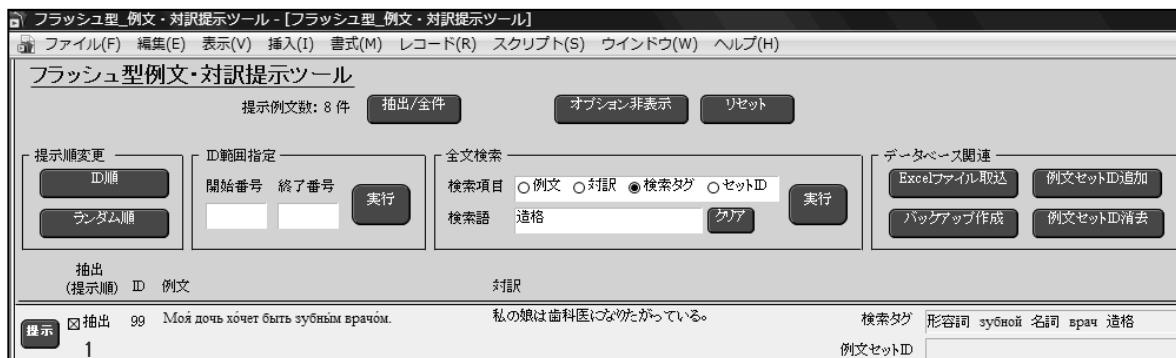 フラッシュ型_例文・対訳提示ツール - [フラッシュ型_例文・対訳提示ツール]
ファイル(F) 編集(E) 表示(V) 挿入(I) 書式(M) レコード(R) スクリプト(S) ウインドウ(W) ヘルプ(H)
フラッシュ型例文・対訳提示ツール
提示例文数: 8 件 抽出/全件 オプション非表示 リセット
提示順変更 ID範囲指定 全文検索 データベース関連
ID順 開始番号 終了番号 実行 検索項目 例文 対訳 検索タグ セットID 実行 Excelファイル取込 例文セットID追加
ランダム順 検索語 造格 クリア バックアップ作成 例文セットID消去
抽出
(提示順) ID 例文 対訳
提示 抽出 99 Моя́ дочь хо́чет быть зубны́м врачо́м. 私の娘は歯科医になりたがっている。 検索タグ 形容詞 зубной 名詞 врач 造格
1 例文セットID